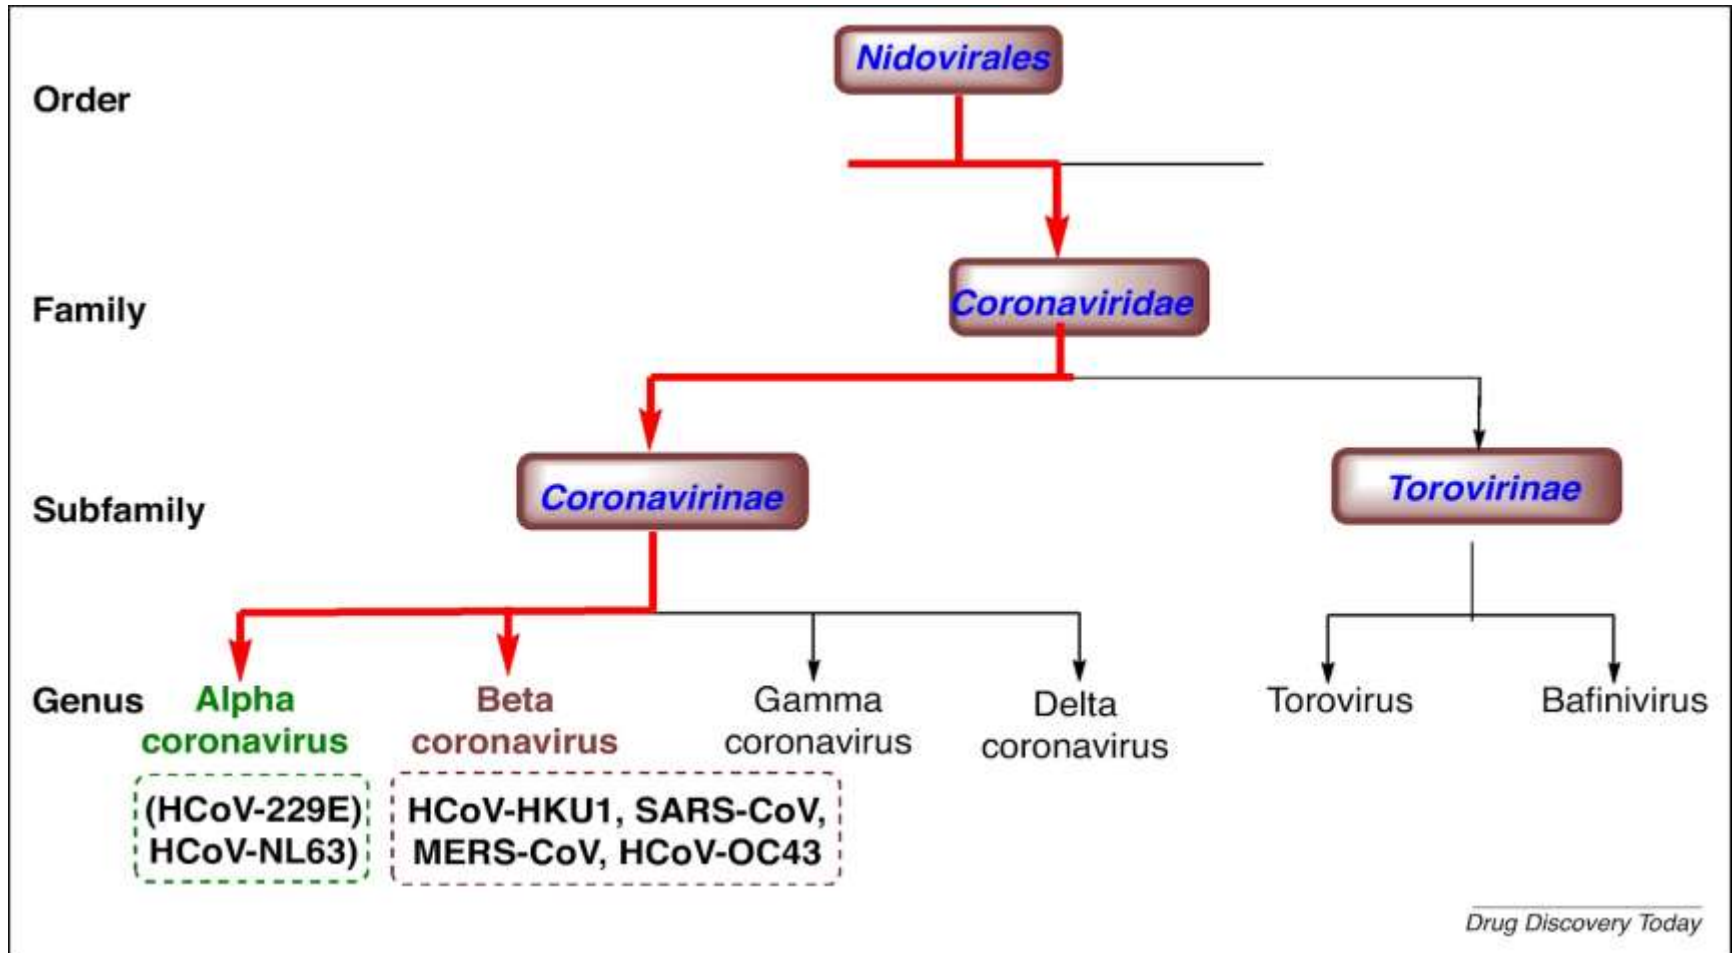 Nidovirales
Order
Coronaviridae
Family
Coronavirinae
Torovirinae
Subfamily
Genus
Alpha
coronavirus
Beta
coronavirus
Gamma
coronavirus
Delta
coronavirus
Torovirus
Bafinivirus
(HCoV-229E)
HCoV-NL63)
HCoV-HKU1, SARS-CoV,
MERS-CoV, HCoV-OC43
Drug Discovery Today